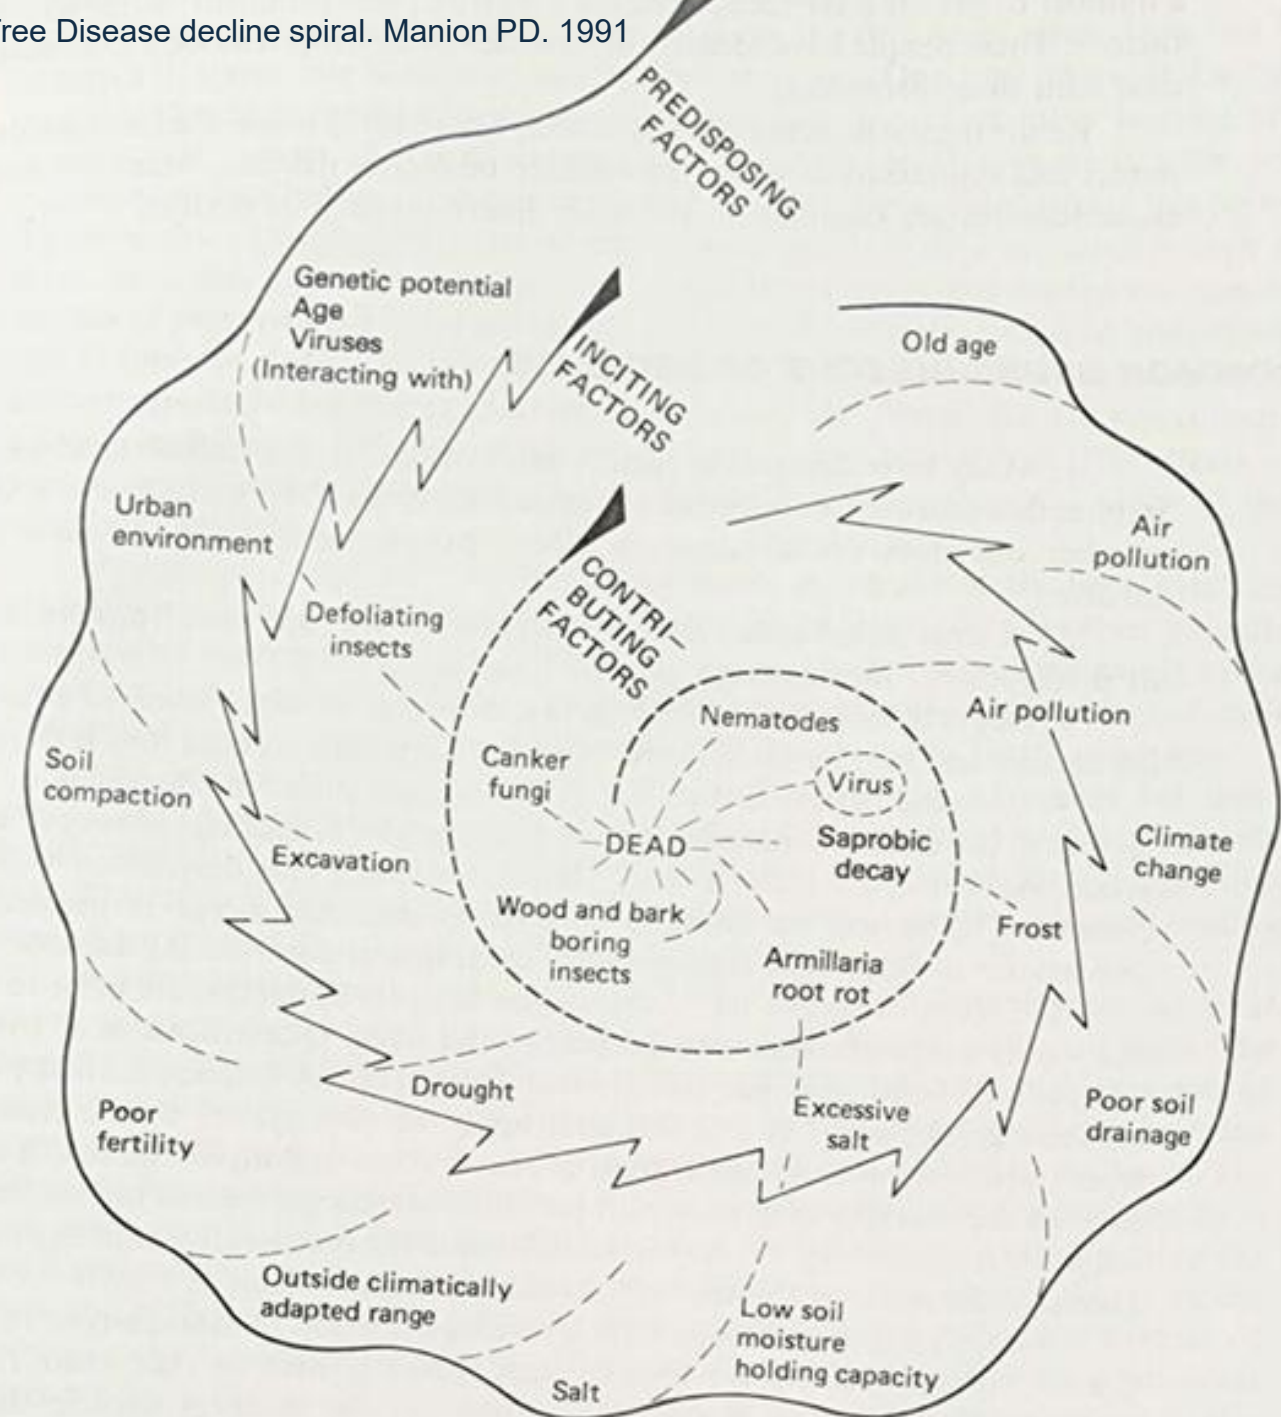 ree Disease decline spiral. Manion PD. 1991
PREDISPOSING
FACTORS
Genetic potential
Age
Viruses
(Interacting with)
INCITING
FACTORS
Old age
Urban
environment
Air
pollution
Defoliating
insects
CONTRI-
BUTING
FACTORS
Nematodes
Air pollution
Canker
fungi
Virus
Soil
compaction
DEAD
Saprobic
decay
Climate
change
Excavation
Wood and bark
boring
insects
Frost
Armillaria
root rot
Drought
Excessive
salt
Poor
fertility
Poor soil
drainage
Outside climatically
adapted range
Low soil
moisture
holding capacity
Salt